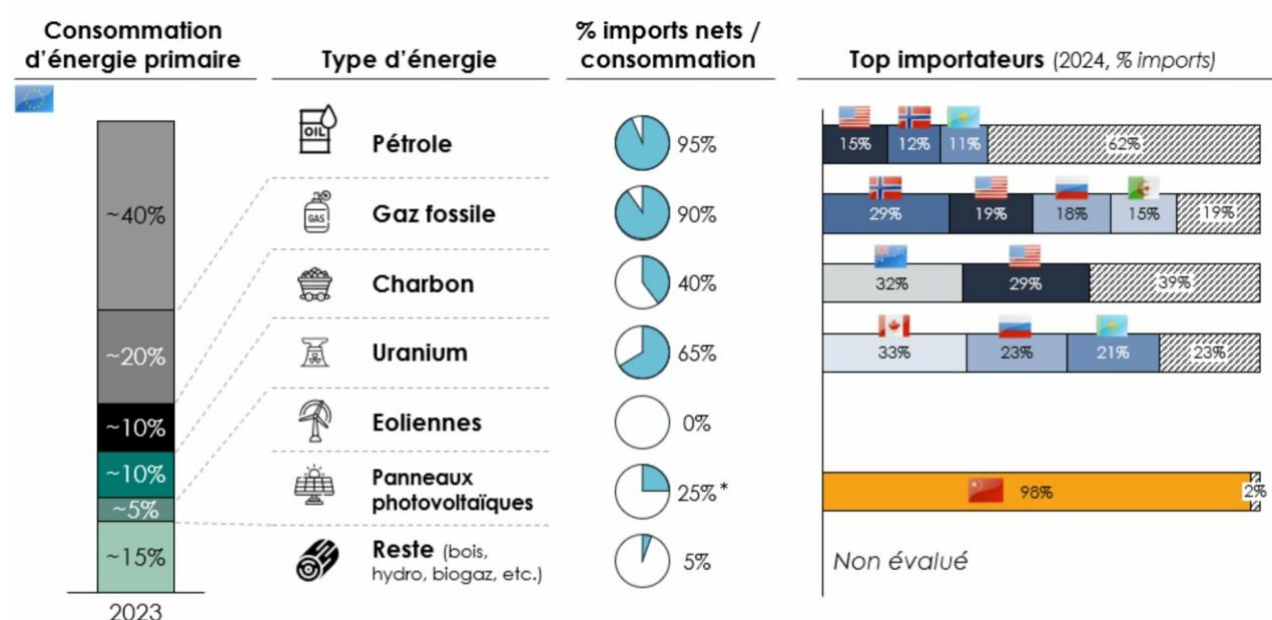 Consommation
d'énergie primaire
Type d'énergie
% imports nets /
consommation
Top importateurs (2024, % imports)
~40%
~20%
~10%
~10%
~5%
~15%
2023
OIL
Pétrole
95%
15%
12%
11%
62%
GAS
Gaz fossile
90%
29%
19%
18%
15%
19%
Charbon
40%
32%
29%
39%
Uranium
65%
33%
23%
21%
23%
Eoliennes
0%
Panneaux
photovoltaïques
25%*
98%
2%
Reste (bois,
hydro, biogaz, etc.)
5%
Non évalué